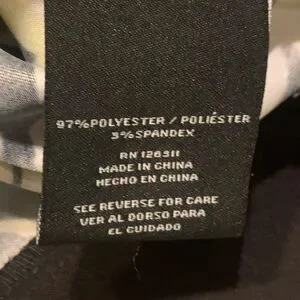 97%POLYESTER / POLIÉSTER
3%SPANDEX
RN 126311
MADE IN CHINA
HECHO EN CHINA
SEE REVERSE FOR CARE
VER AL DORSO PARA
EL CUIDADO